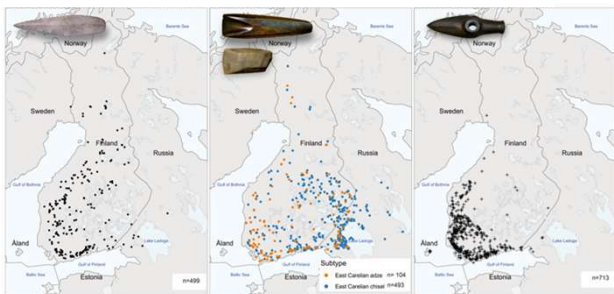 Barents Sea
Norway
Sweden
Finland
Russia
Gulf of Bothnia
Åland
Lake Ladoga
Gulf of Finland
Baltic Sea
Estonia
n=499
Barents Sea
Norway
Sweden
Finland
Russia
Gulf of Bothnia
Åland
Lake Ladoga
Gulf of Finland
Baltic Sea
Estonia
Subtype
East Carelian adze n= 104
East Carelian chisel n=493
Barents Sea
Norway
Sweden
Finland
Russia
Gulf of Bothnia
Åland
Lake Ladoga
Gulf of Finland
Baltic Sea
Estonia
n=713